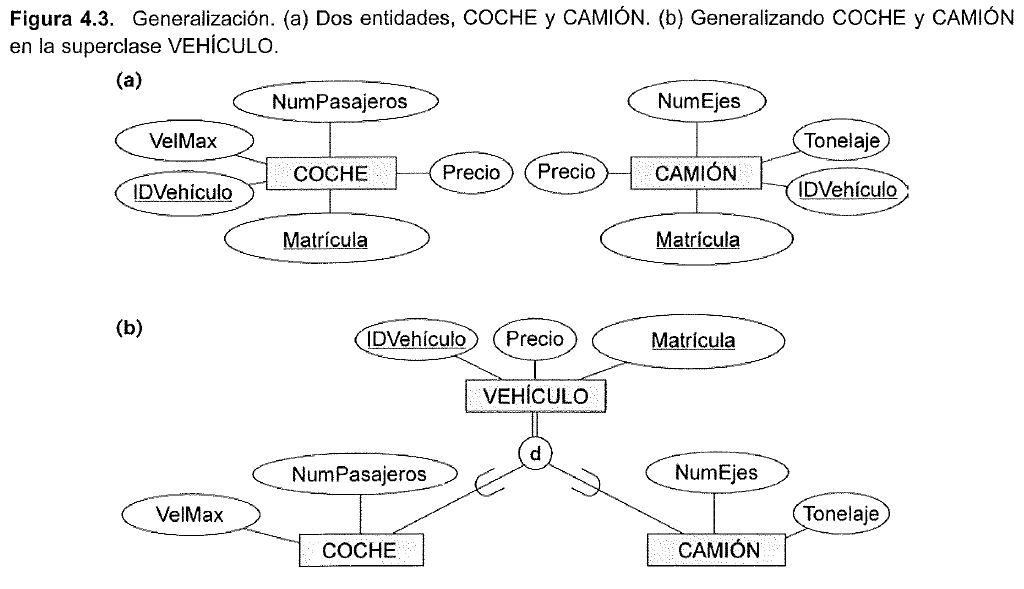 Figura 4.3. Generalización. (a) Dos entidades, COCHE y CAMIÓN. (b) Generalizando COCHE y CAMIÓN
en la superclase VEHÍCULO.
(a)
NumPasajeros
NumEjes
VelMax
Tonelaje
COCHE
Precio
Precio
CAMIÓN
IDVehículo
IDVehículo
Matrícula
Matrícula
(b)
IDVehículo
Precio
Matrícula
VEHÍCULO
d
NumPasajeros
NumEjes
VelMax
Tonelaje
COCHE
CAMIÓN